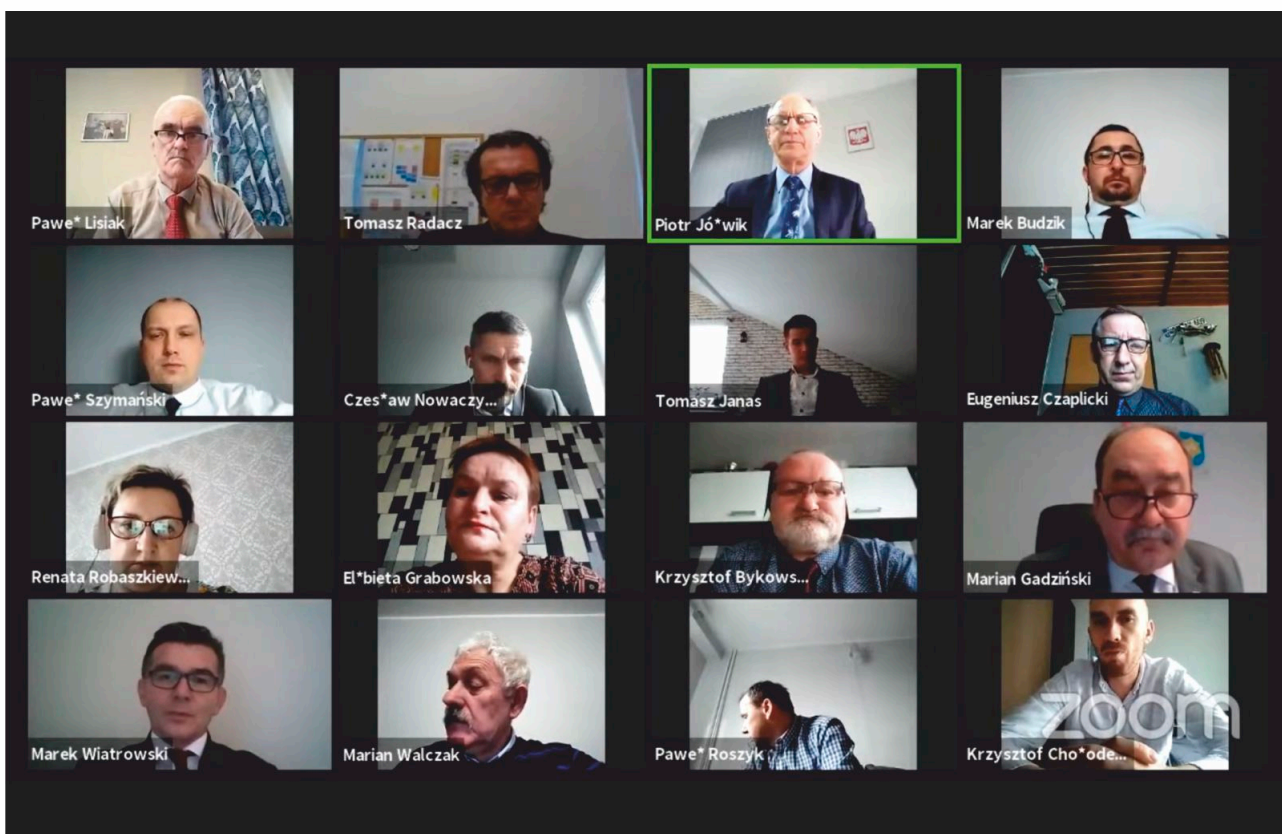 Pawe* Lisiak
Tomasz Radacz
Piotr Jó*wik
Marek Budzik
Pawe* Szymański
Czes*aw Nowaczy...
Tomasz Janas
Eugeniusz Czaplicki
Renata Robaszkiew...
El*bieta Grabowska
Krzysztof Bykows...
Marian Gadziński
Marek Wiatrowski
Marian Walczak
Pawe* Roszyk
Krzysztof Cho*ode...
zoom